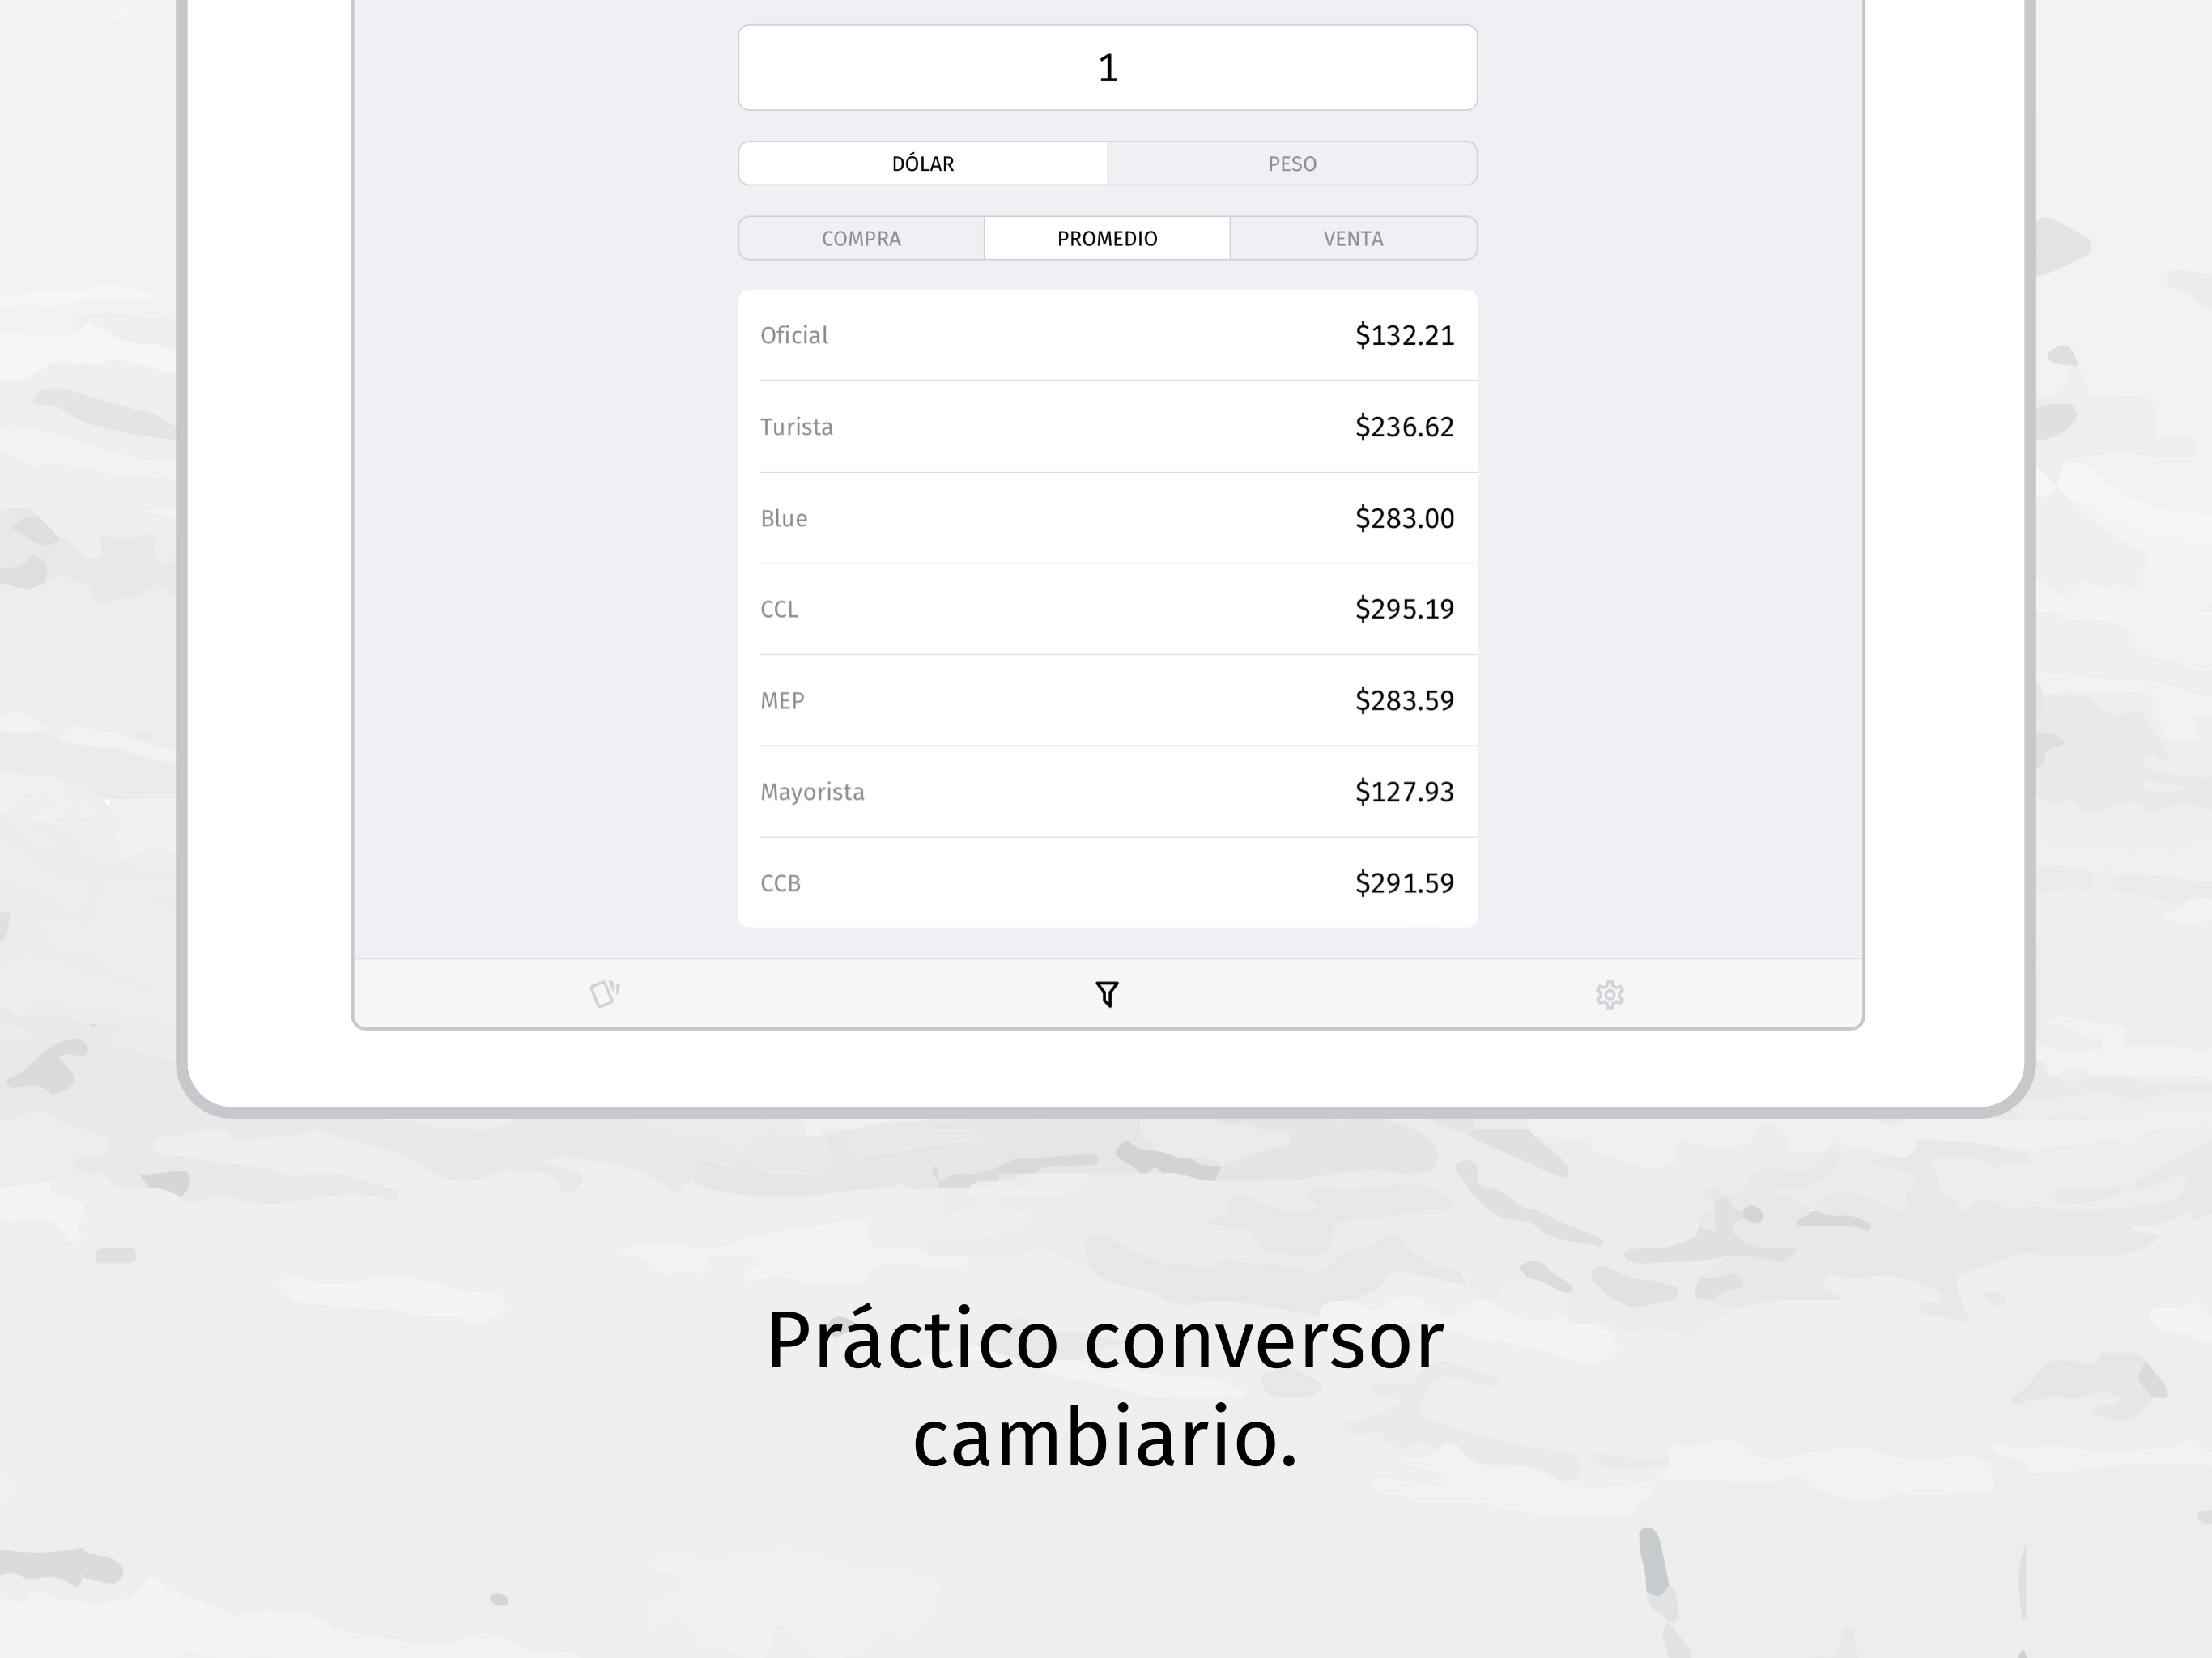 1
DÓLAR PESO
COMPRA PROMEDIO VENTA
Oficial $132.21
Turista $236.62
Blue $283.00
CCL $295.19
MEP $283.59
Mayorista $127.93
CCB $291.59
Práctico conversor
cambiario.